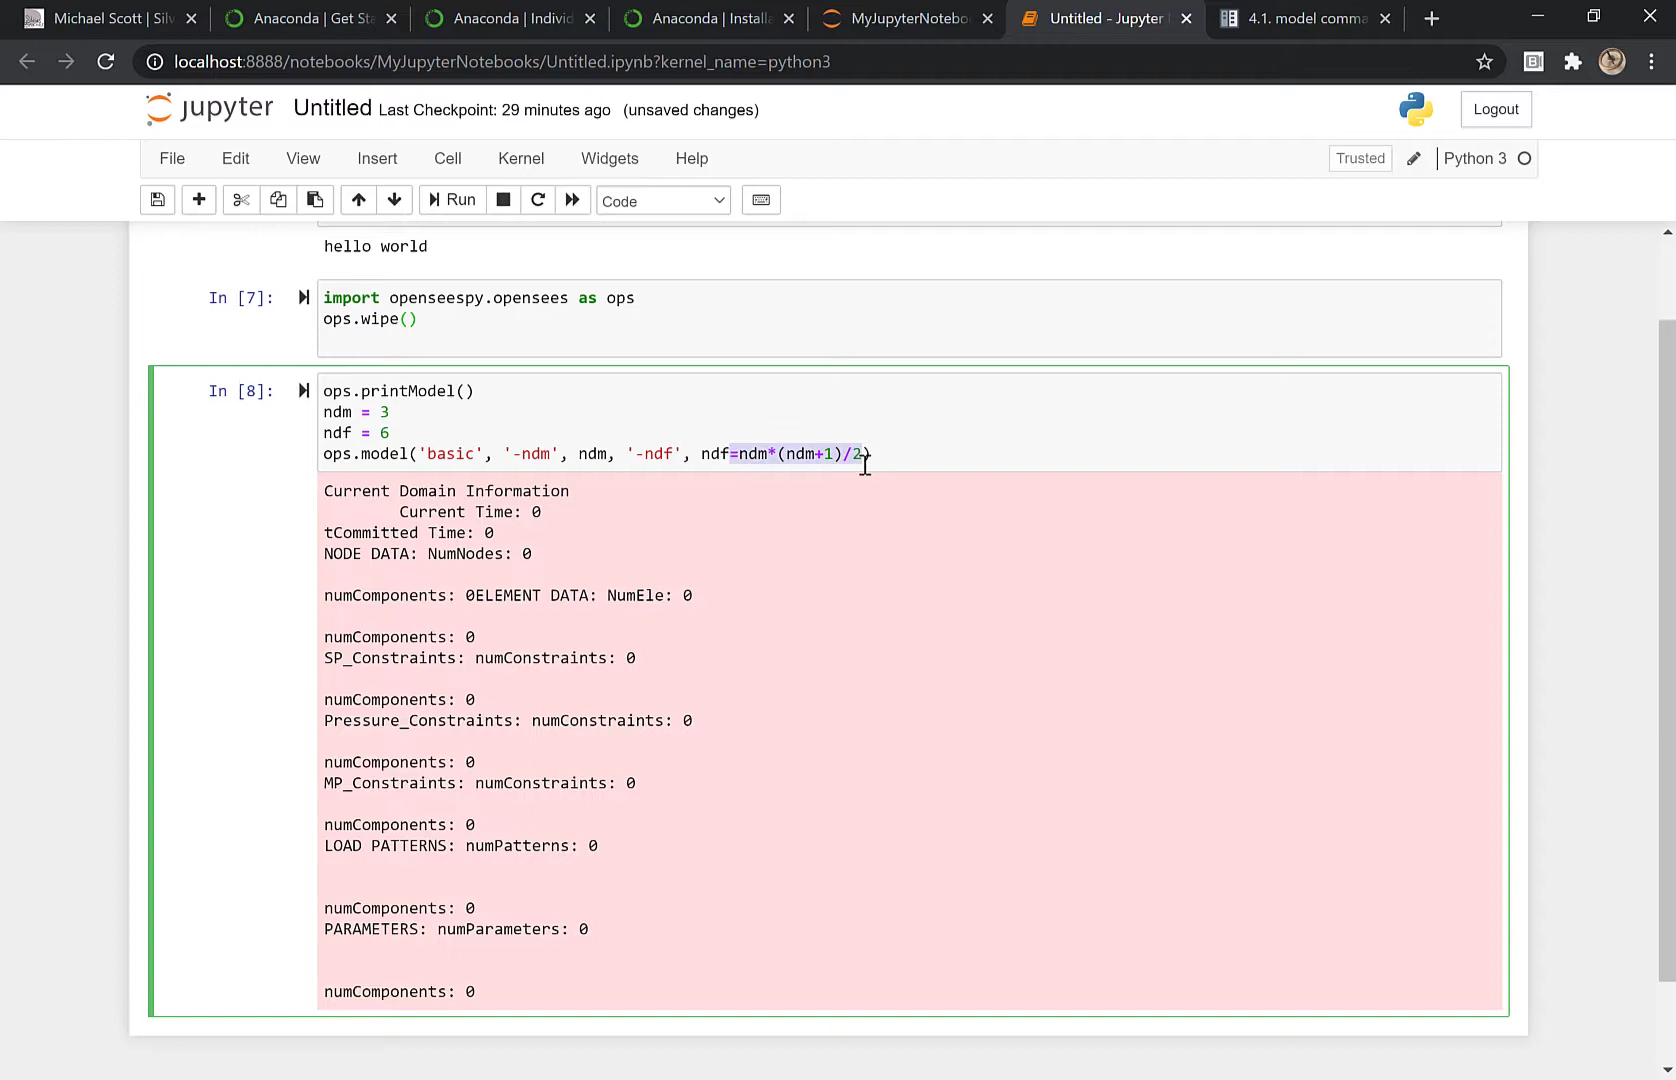 Michael Scott | Silv
Anaconda | Get Sta
Anaconda | Individ
Anaconda | Installa
MyJupyterNotebo
Untitled - Jupyter
4.1. model comma
localhost:8888/notebooks/MyJupyterNotebooks/Untitled.ipynb?kernel_name=python3
jupyter Untitled Last Checkpoint: 29 minutes ago (unsaved changes)
Logout
File Edit View Insert Cell Kernel Widgets Help
Trusted
Python 3
Run
Code
hello world
In [7]:
import openseespy.opensees as ops
ops.wipe()
In [8]:
ops.printModel()
ndm = 3
ndf = 6
ops.model('basic', '-ndm', ndm, '-ndf', ndf=ndm*(ndm+1)/2)
Current Domain Information
Current Time: 0
tCommitted Time: 0
NODE DATA: NumNodes: 0
numComponents: 0ELEMENT DATA: NumEle: 0
numComponents: 0
SP_Constraints: numConstraints: 0
numComponents: 0
Pressure_Constraints: numConstraints: 0
numComponents: 0
MP_Constraints: numConstraints: 0
numComponents: 0
LOAD PATTERNS: numPatterns: 0
numComponents: 0
PARAMETERS: numParameters: 0
numComponents: 0